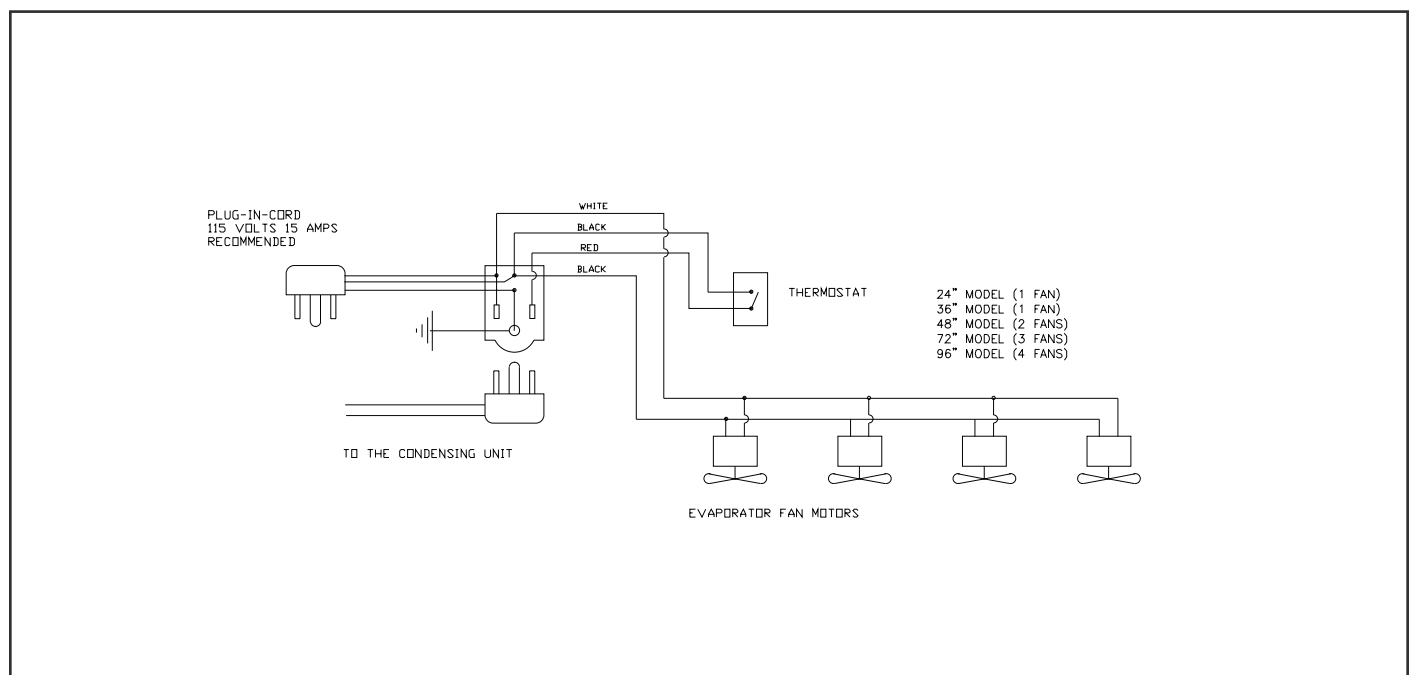 PLUG-IN-CORD
115 VOLTS 15 AMPS
RECOMMENDED
WHITE
BLACK
RED
BLACK
THERMOSTAT
24" MODEL (1 FAN)
36" MODEL (1 FAN)
48" MODEL (2 FANS)
72" MODEL (3 FANS)
96" MODEL (4 FANS)
TO THE CONDENSING UNIT
EVAPORATOR FAN MOTORS